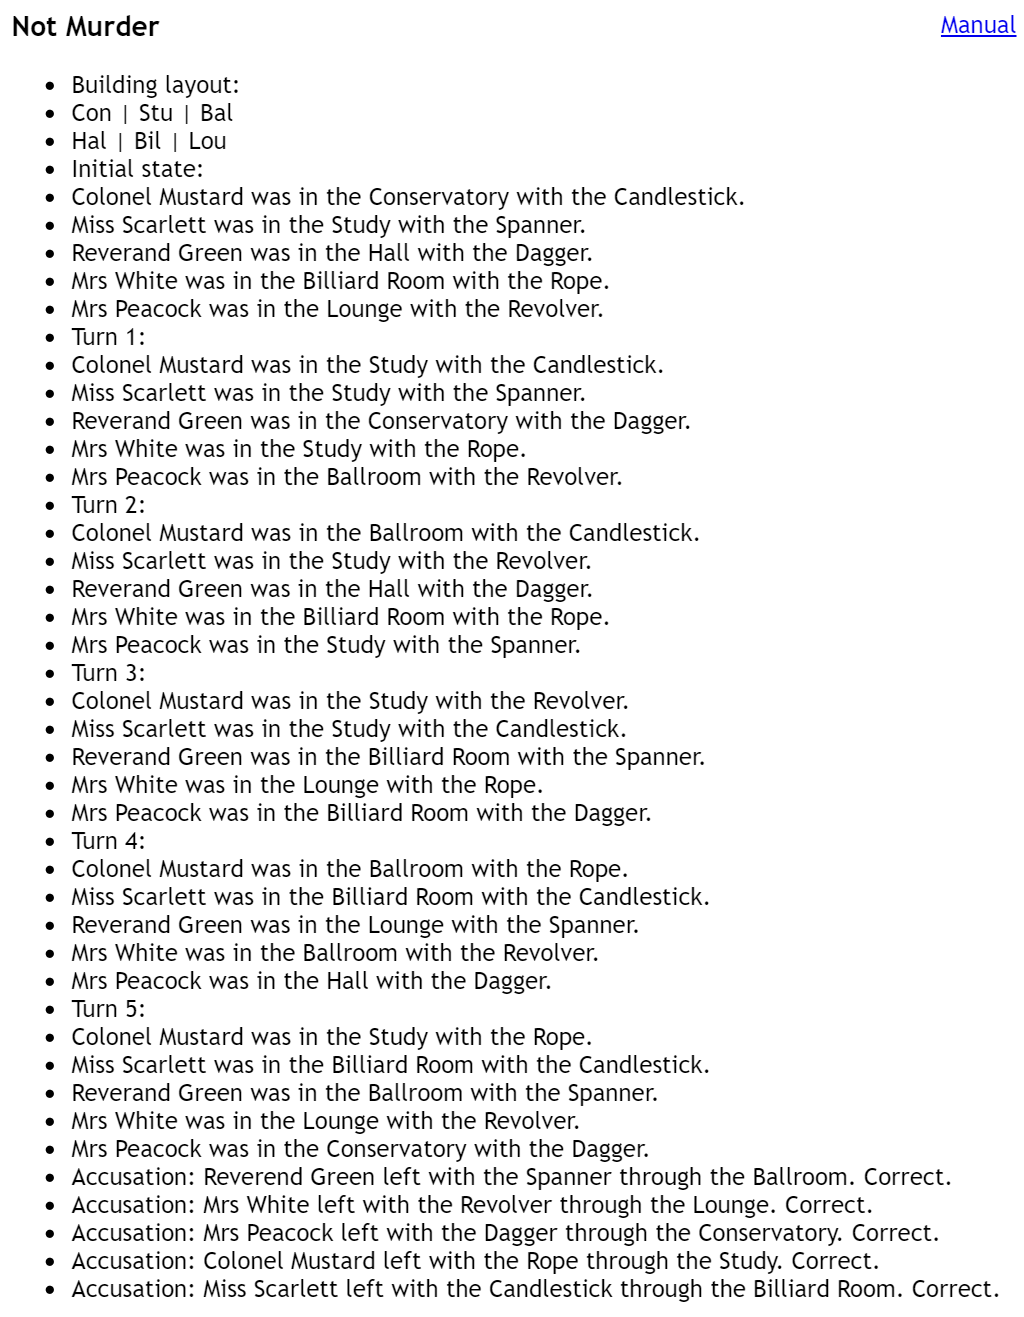 Not Murder
Manual
Building layout:
Con | Stu | Bal
Hal | Bil | Lou
Initial state:
Colonel Mustard was in the Conservatory with the Candlestick.
Miss Scarlett was in the Study with the Spanner.
Reverand Green was in the Hall with the Dagger.
Mrs White was in the Billiard Room with the Rope.
Mrs Peacock was in the Lounge with the Revolver.
Turn 1:
Colonel Mustard was in the Study with the Candlestick.
Miss Scarlett was in the Study with the Spanner.
Reverand Green was in the Conservatory with the Dagger.
Mrs White was in the Study with the Rope.
Mrs Peacock was in the Ballroom with the Revolver.
Turn 2:
Colonel Mustard was in the Ballroom with the Candlestick.
Miss Scarlett was in the Study with the Revolver.
Reverand Green was in the Hall with the Dagger.
Mrs White was in the Billiard Room with the Rope.
Mrs Peacock was in the Study with the Spanner.
Turn 3:
Colonel Mustard was in the Study with the Revolver.
Miss Scarlett was in the Study with the Candlestick.
Reverand Green was in the Billiard Room with the Spanner.
Mrs White was in the Lounge with the Rope.
Mrs Peacock was in the Billiard Room with the Dagger.
Turn 4:
Colonel Mustard was in the Ballroom with the Rope.
Miss Scarlett was in the Billiard Room with the Candlestick.
Reverand Green was in the Lounge with the Spanner.
Mrs White was in the Ballroom with the Revolver.
Mrs Peacock was in the Hall with the Dagger.
Turn 5:
Colonel Mustard was in the Study with the Rope.
Miss Scarlett was in the Billiard Room with the Candlestick.
Reverand Green was in the Ballroom with the Spanner.
Mrs White was in the Lounge with the Revolver.
Mrs Peacock was in the Conservatory with the Dagger.
Accusation: Reverend Green left with the Spanner through the Ballroom. Correct.
Accusation: Mrs White left with the Revolver through the Lounge. Correct.
Accusation: Mrs Peacock left with the Dagger through the Conservatory. Correct.
Accusation: Colonel Mustard left with the Rope through the Study. Correct.
Accusation: Miss Scarlett left with the Candlestick through the Billiard Room. Correct.